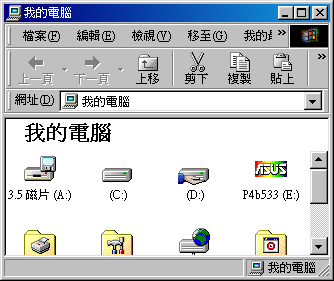 我的電腦
檔案(F) 編輯(E) 檢視(V) 移至(G) 我的最 »
上一頁 下一頁 上移 剪下 複製 貼上 »
網址(D) 我的電腦
我的電腦
ASUS
3.5 磁片 (A:) (C:) (D:) P4b533 (E:)
我的電腦